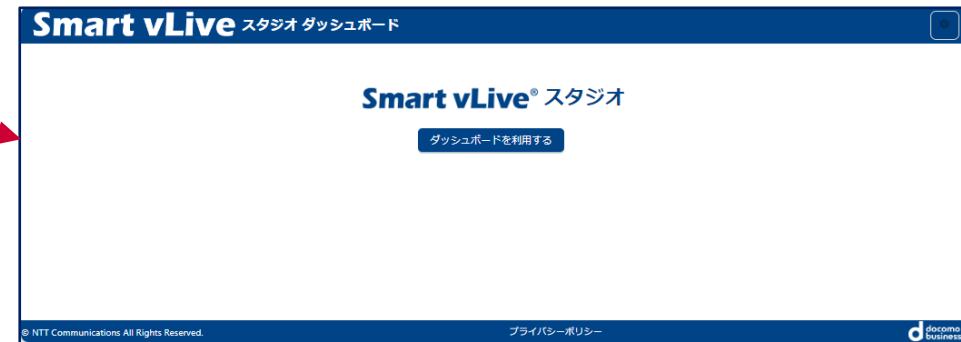 Smart vLive スタジオ ダッシュボード
Smart vLive® スタジオ
ダッシュボードを利用する
© NTT Communications All Rights Reserved.
プライバシーポリシー
docomo business